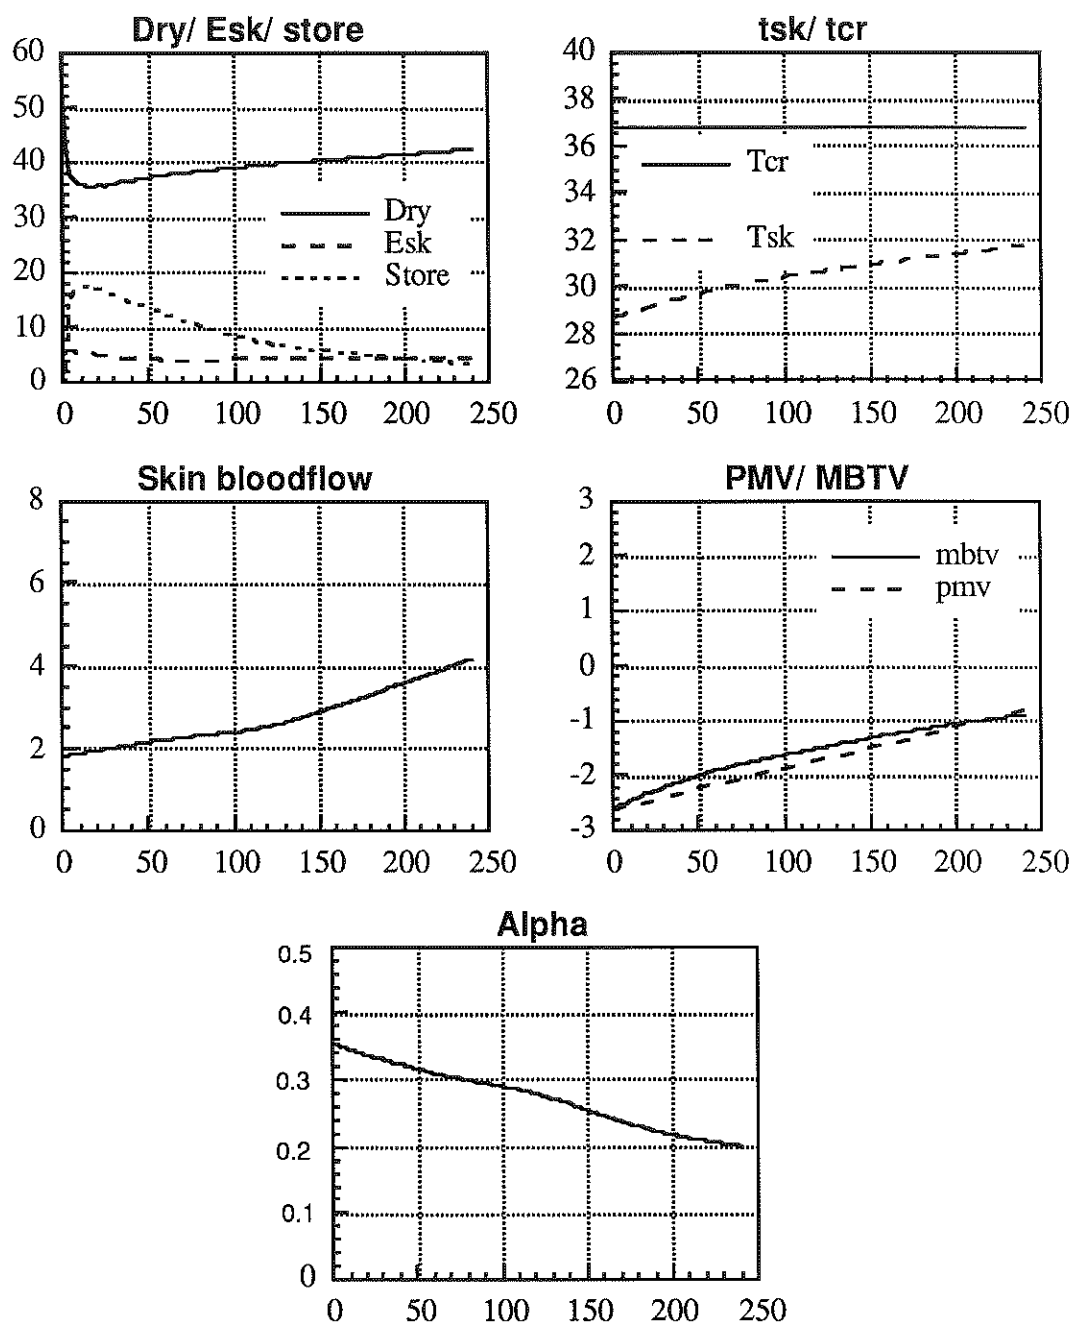 Dry/ Esk/ store
60
50
40
30
20
10
0
Dry
Esk
Store
0 50 100 150 200 250
tsk/ tcr
40
38
36
34
32
30
28
26
Tcr
Tsk
0 50 100 150 200 250
Skin bloodflow
8
6
4
2
0
0 50 100 150 200 250
PMV/ MBTV
3
2
1
0
-1
-2
-3
mbtv
pmv
0 50 100 150 200 250
Alpha
0.5
0.4
0.3
0.2
0.1
0
0 50 100 150 200 250